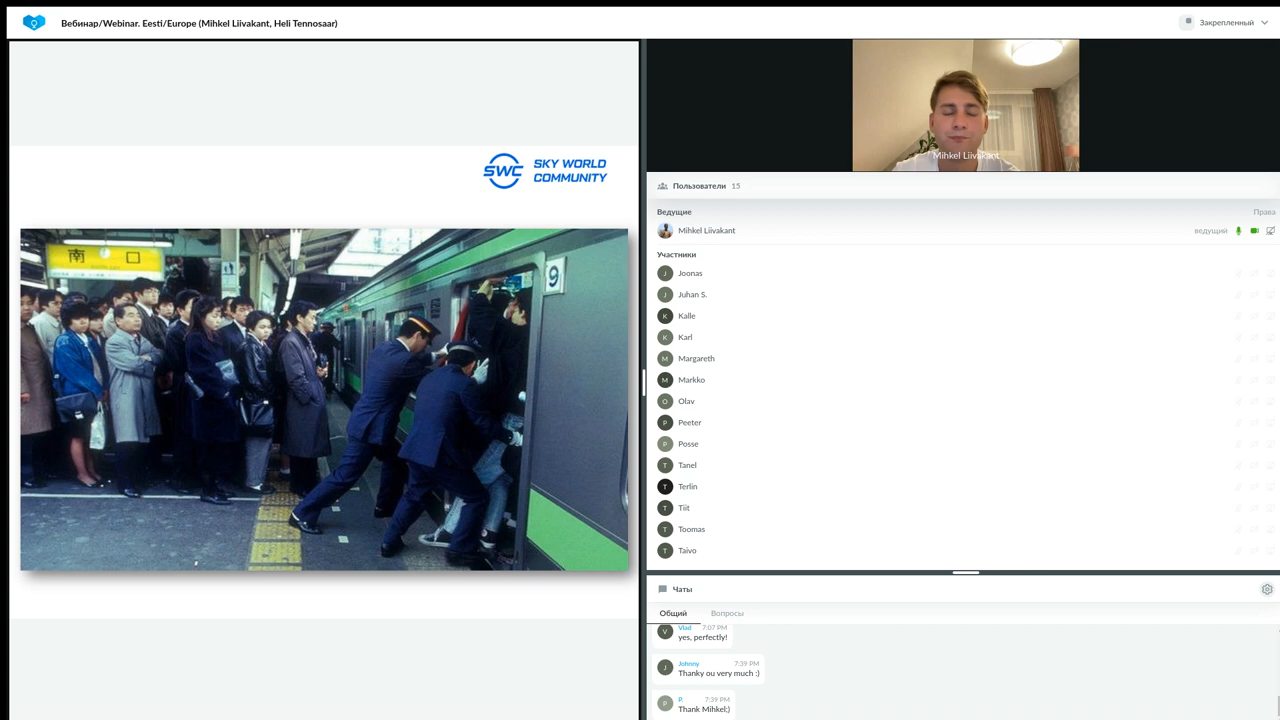 Вебинар/Webinar. Eesti/Europe (Mihkel Liivakant, Heli Tennosaar)
Закрепленный
SWC SKY WORLD
COMMUNITY
南 口
9
Mihkel Liivakant
Пользователи 15
Ведущие Права
Mihkel Liivakant ведущий
Участники
J Joonas
J Juhan S.
K Kalle
K Karl
M Margareth
M Markko
O Olav
P Peeter
P Posse
T Tanel
T Terlin
T Tiit
T Toomas
T Taivo
Чаты
Общий Вопросы
V Vlad 7:07 PM
yes, perfectly!
J Johnny 7:39 PM
Thanky ou very much :)
P P. 7:39 PM
Thank Mihkel;)